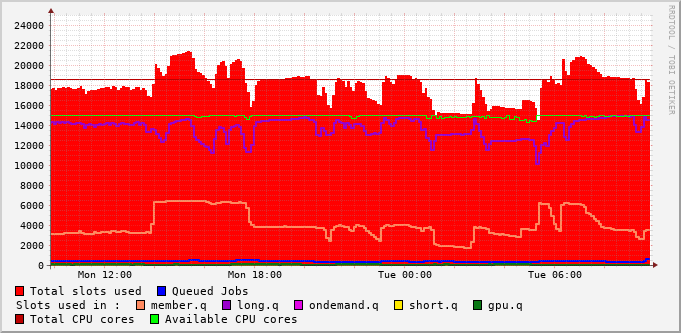 RRDTOOL / TOBI OETIKER
24000
22000
20000
18000
16000
14000
12000
10000
8000
6000
4000
2000
0
Mon 12:00 Mon 18:00 Tue 00:00 Tue 06:00
Total slots used Queued Jobs
Slots used in : member.q long.q ondemand.q short.q gpu.q
Total CPU cores Available CPU cores